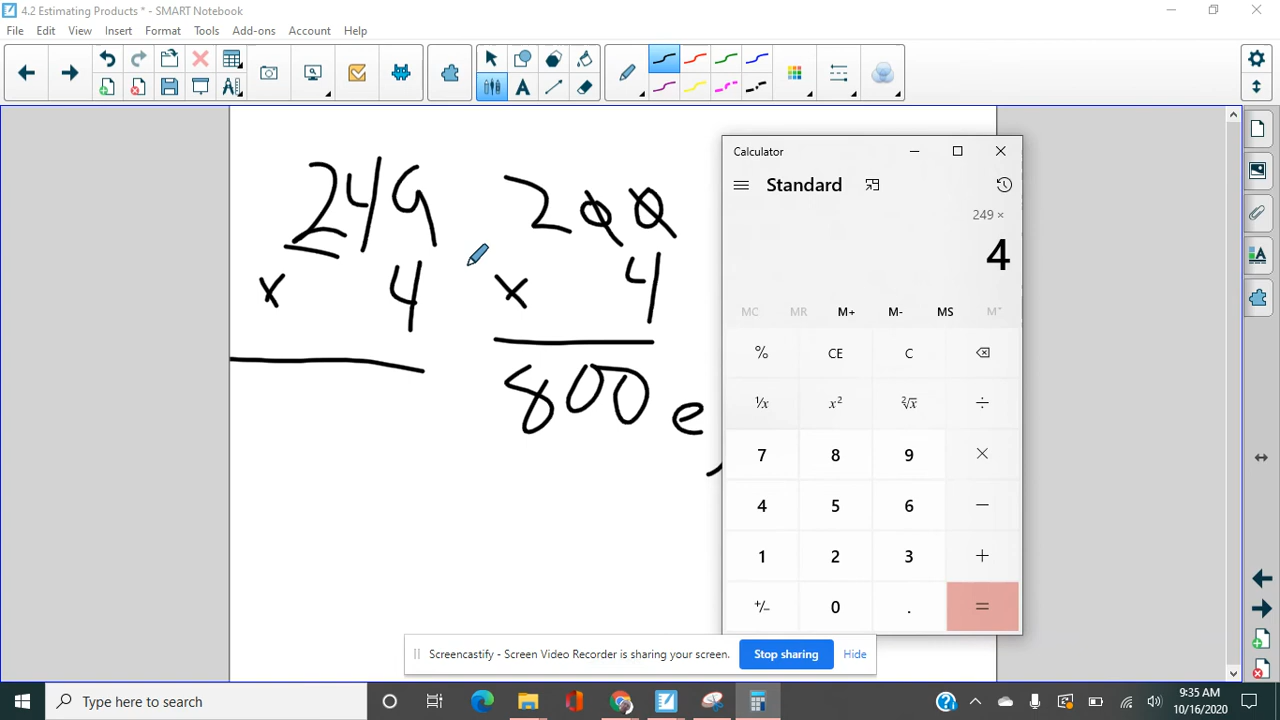 4.2 Estimating Products * - SMART Notebook
File Edit View Insert Format Tools Add-ons Account Help
249
x 4
200
x 4
800 e
Calculator
Standard
249 ×
4
MC MR M+ M- MS M˅
% CE C
¹/x x² ²√x ÷
7 8 9 ×
4 5 6 −
1 2 3 +
+/− 0 . =
Screencastify - Screen Video Recorder is sharing your screen. Stop sharing Hide
Type here to search
9:35 AM
10/16/2020